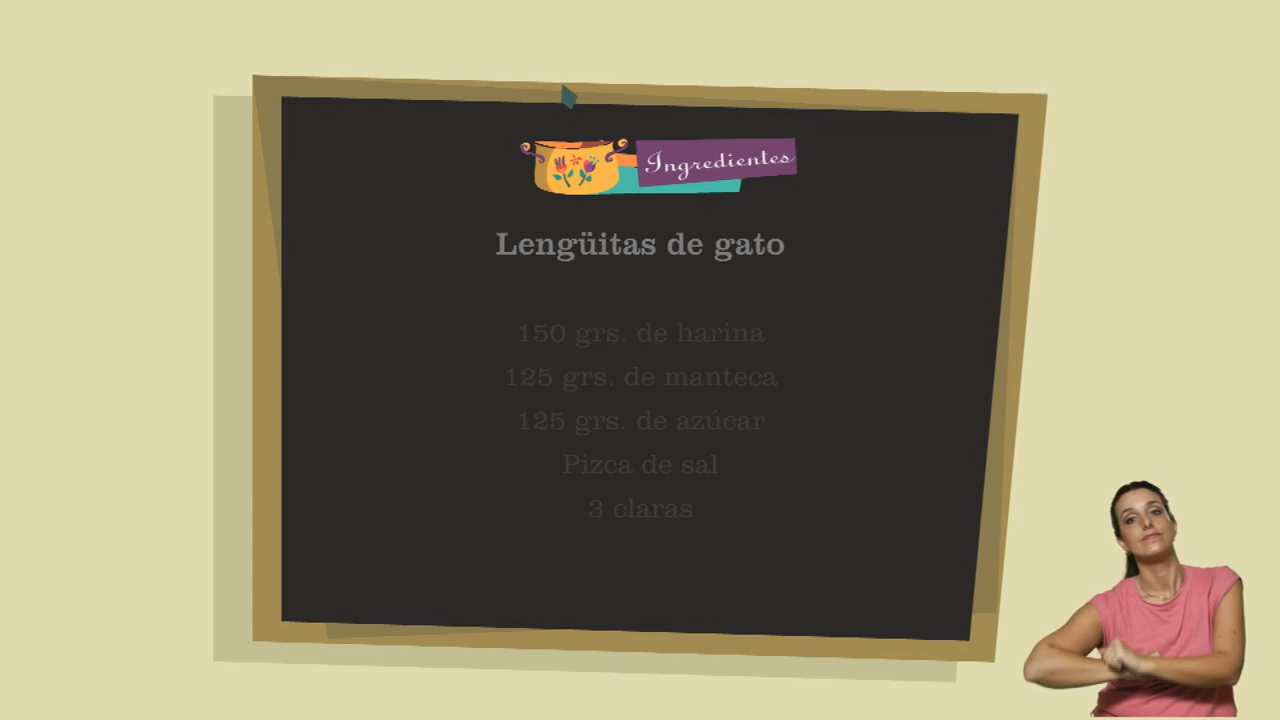 Ingredientes
Lengüitas de gato
150 grs. de harina
125 grs. de manteca
125 grs. de azúcar
Pizca de sal
3 claras